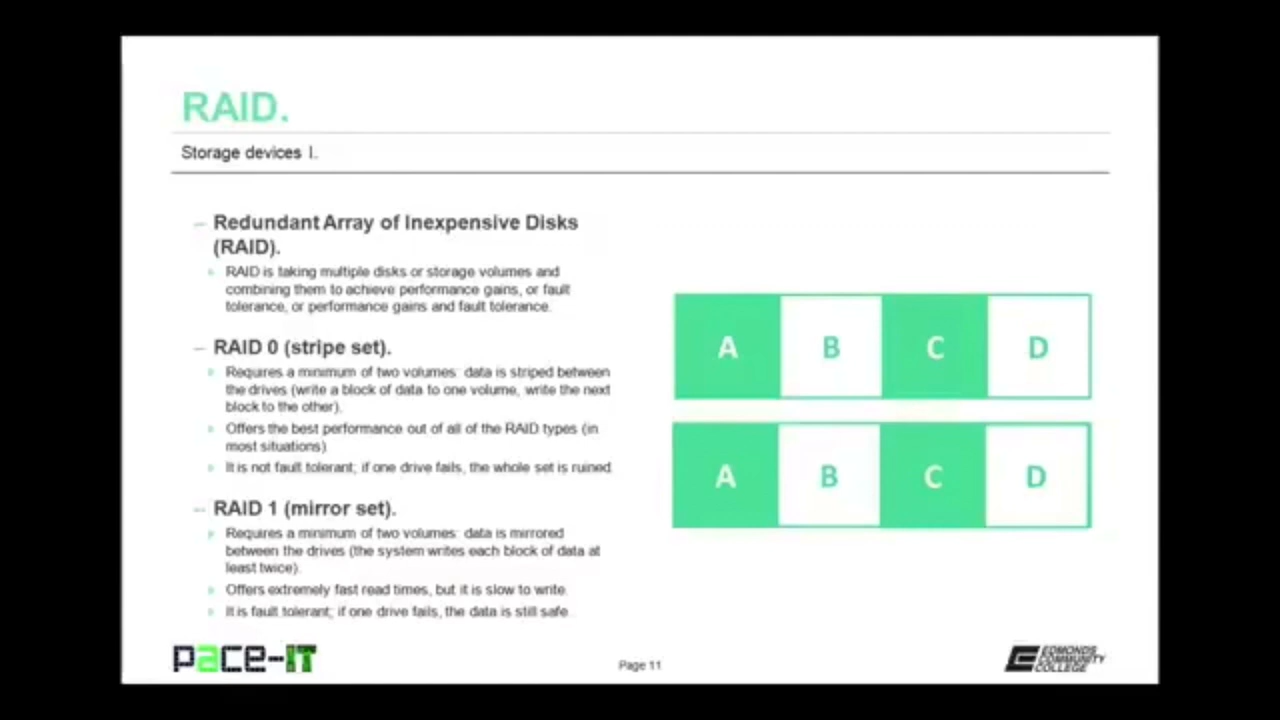 RAID.
Storage devices I.
– Redundant Array of Inexpensive Disks
(RAID).
» RAID is taking multiple disks or storage volumes and
combining them to achieve performance gains, or fault
tolerance, or performance gains and fault tolerance.
– RAID 0 (stripe set).
» Requires a minimum of two volumes: data is striped between
the drives (write a block of data to one volume, write the next
block to the other).
» Offers the best performance out of all of the RAID types (in
most situations)
» It is not fault tolerant; if one drive fails, the whole set is ruined
– RAID 1 (mirror set).
» Requires a minimum of two volumes: data is mirrored
between the drives (the system writes each block of data at
least twice).
» Offers extremely fast read times, but it is slow to write.
» It is fault tolerant; if one drive fails, the data is still safe.
A B C D
A B C D
pace-IT
Page 11
EDMONDS
COMMUNITY
COLLEGE